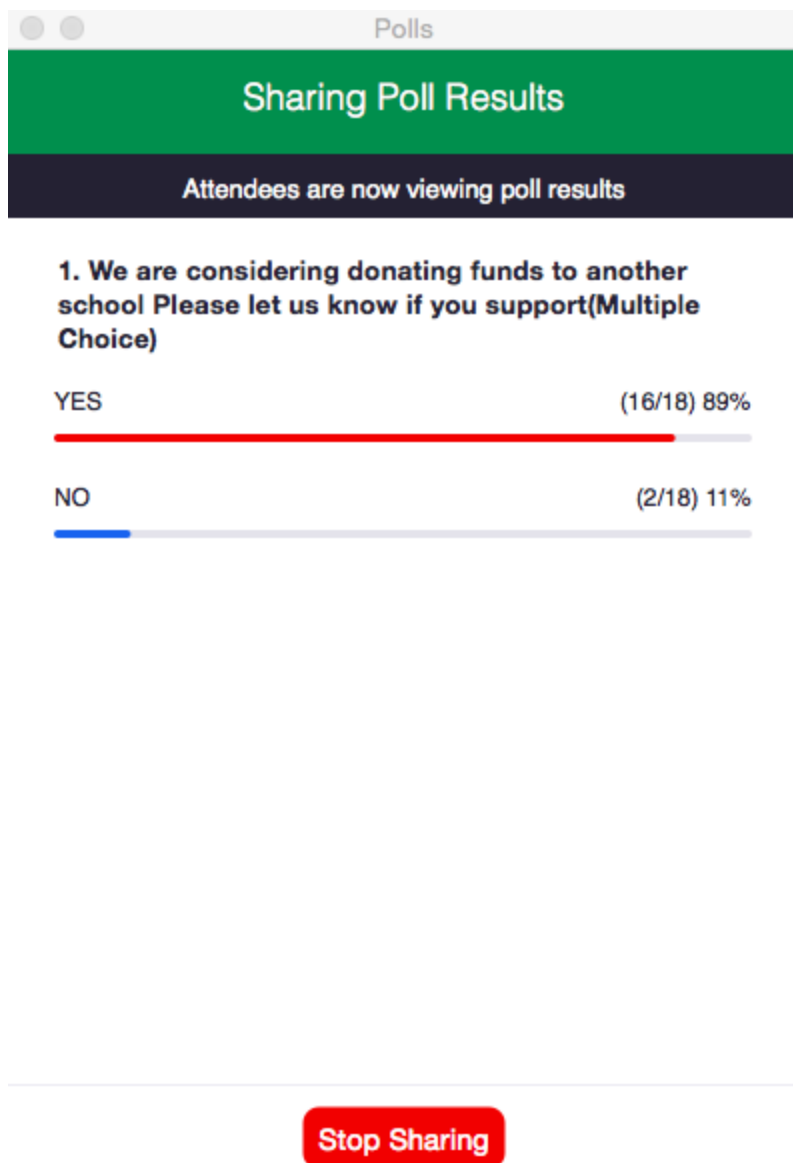 Polls
Sharing Poll Results
Attendees are now viewing poll results
1. We are considering donating funds to another
school Please let us know if you support(Multiple
Choice)
YES (16/18) 89%
NO (2/18) 11%
Stop Sharing